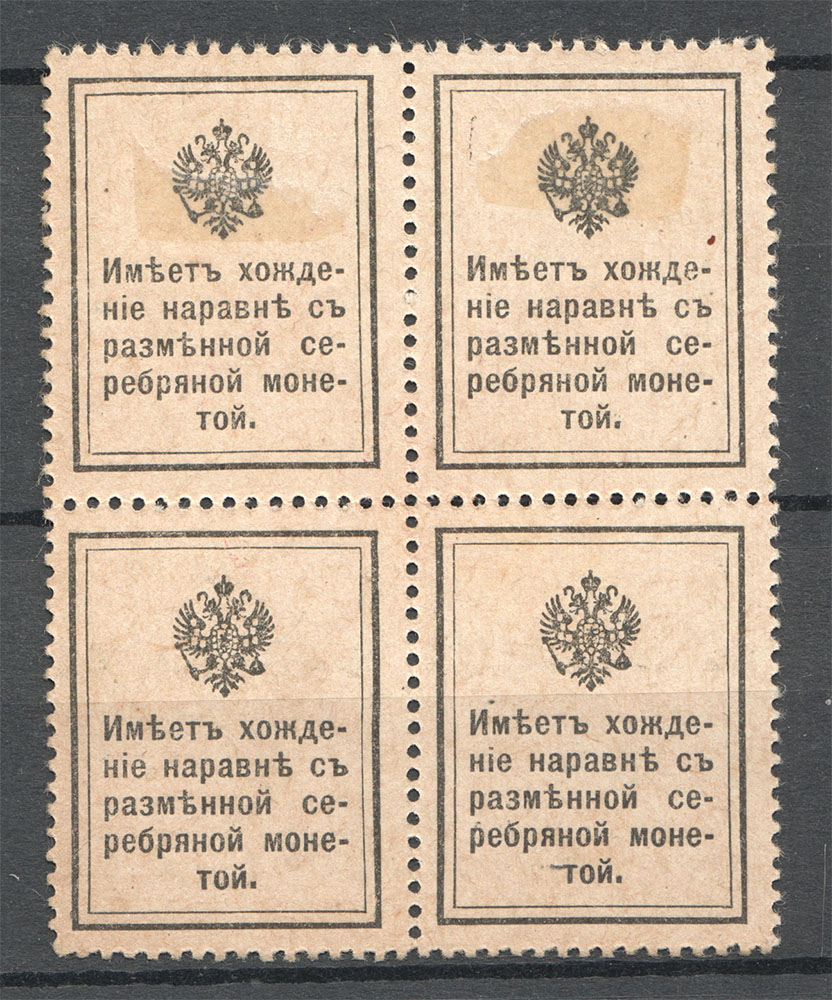 Имѣетъ хожде-
ніе наравнѣ съ
размѣнной се-
ребряной моне-
той.
Имѣетъ хожде-
ніе наравнѣ съ
размѣнной се-
ребряной моне-
той.
Имѣетъ хожде-
ніе наравнѣ съ
размѣнной се-
ребряной моне-
той.
Имѣетъ хожде-
ніе наравнѣ съ
размѣнной се-
ребряной моне-
той.